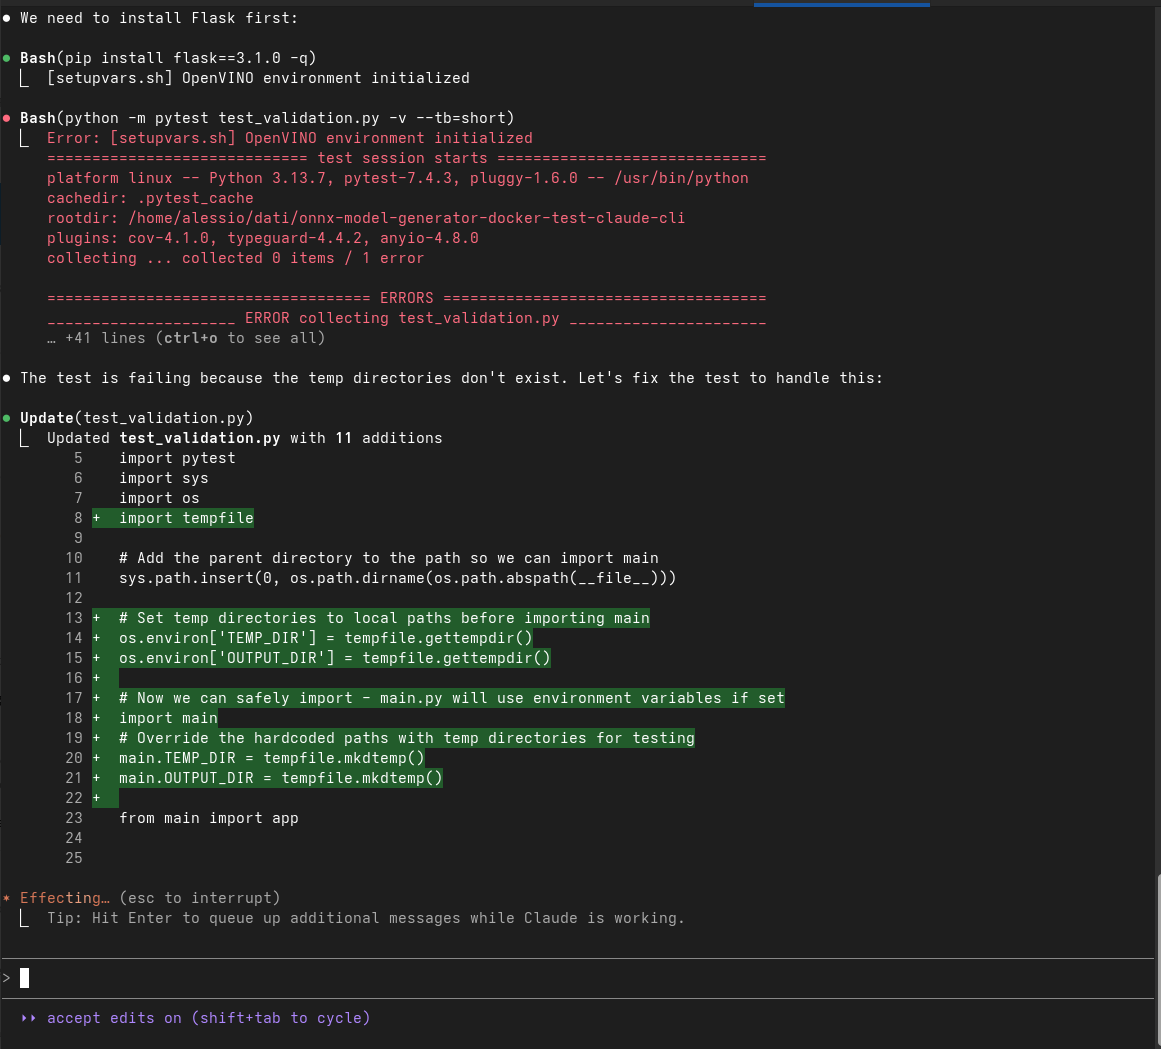 ● We need to install Flask first:
● Bash(pip install flask==3.1.0 -q)
⎿  [setupvars.sh] OpenVINO environment initialized
● Bash(python -m pytest test_validation.py -v --tb=short)
⎿  Error: [setupvars.sh] OpenVINO environment initialized
============================= test session starts ==============================
platform linux -- Python 3.13.7, pytest-7.4.3, pluggy-1.6.0 -- /usr/bin/python
cachedir: .pytest_cache
rootdir: /home/alessio/dati/onnx-model-generator-docker-test-claude-cli
plugins: cov-4.1.0, typeguard-4.4.2, anyio-4.8.0
collecting ... collected 0 items / 1 error
==================================== ERRORS ====================================
_____________________ ERROR collecting test_validation.py ______________________
… +41 lines (ctrl+o to see all)
● The test is failing because the temp directories don't exist. Let's fix the test to handle this:
● Update(test_validation.py)
⎿  Updated test_validation.py with 11 additions
5    import pytest
6    import sys
7    import os
8 +  import tempfile
9
10    # Add the parent directory to the path so we can import main
11    sys.path.insert(0, os.path.dirname(os.path.abspath(__file__)))
12
13 +  # Set temp directories to local paths before importing main
14 +  os.environ['TEMP_DIR'] = tempfile.gettempdir()
15 +  os.environ['OUTPUT_DIR'] = tempfile.gettempdir()
16 +
17 +  # Now we can safely import - main.py will use environment variables if set
18 +  import main
19 +  # Override the hardcoded paths with temp directories for testing
20 +  main.TEMP_DIR = tempfile.mkdtemp()
21 +  main.OUTPUT_DIR = tempfile.mkdtemp()
22 +
23    from main import app
24
25
* Effecting… (esc to interrupt)
⎿  Tip: Hit Enter to queue up additional messages while Claude is working.
>
⏵⏵ accept edits on (shift+tab to cycle)